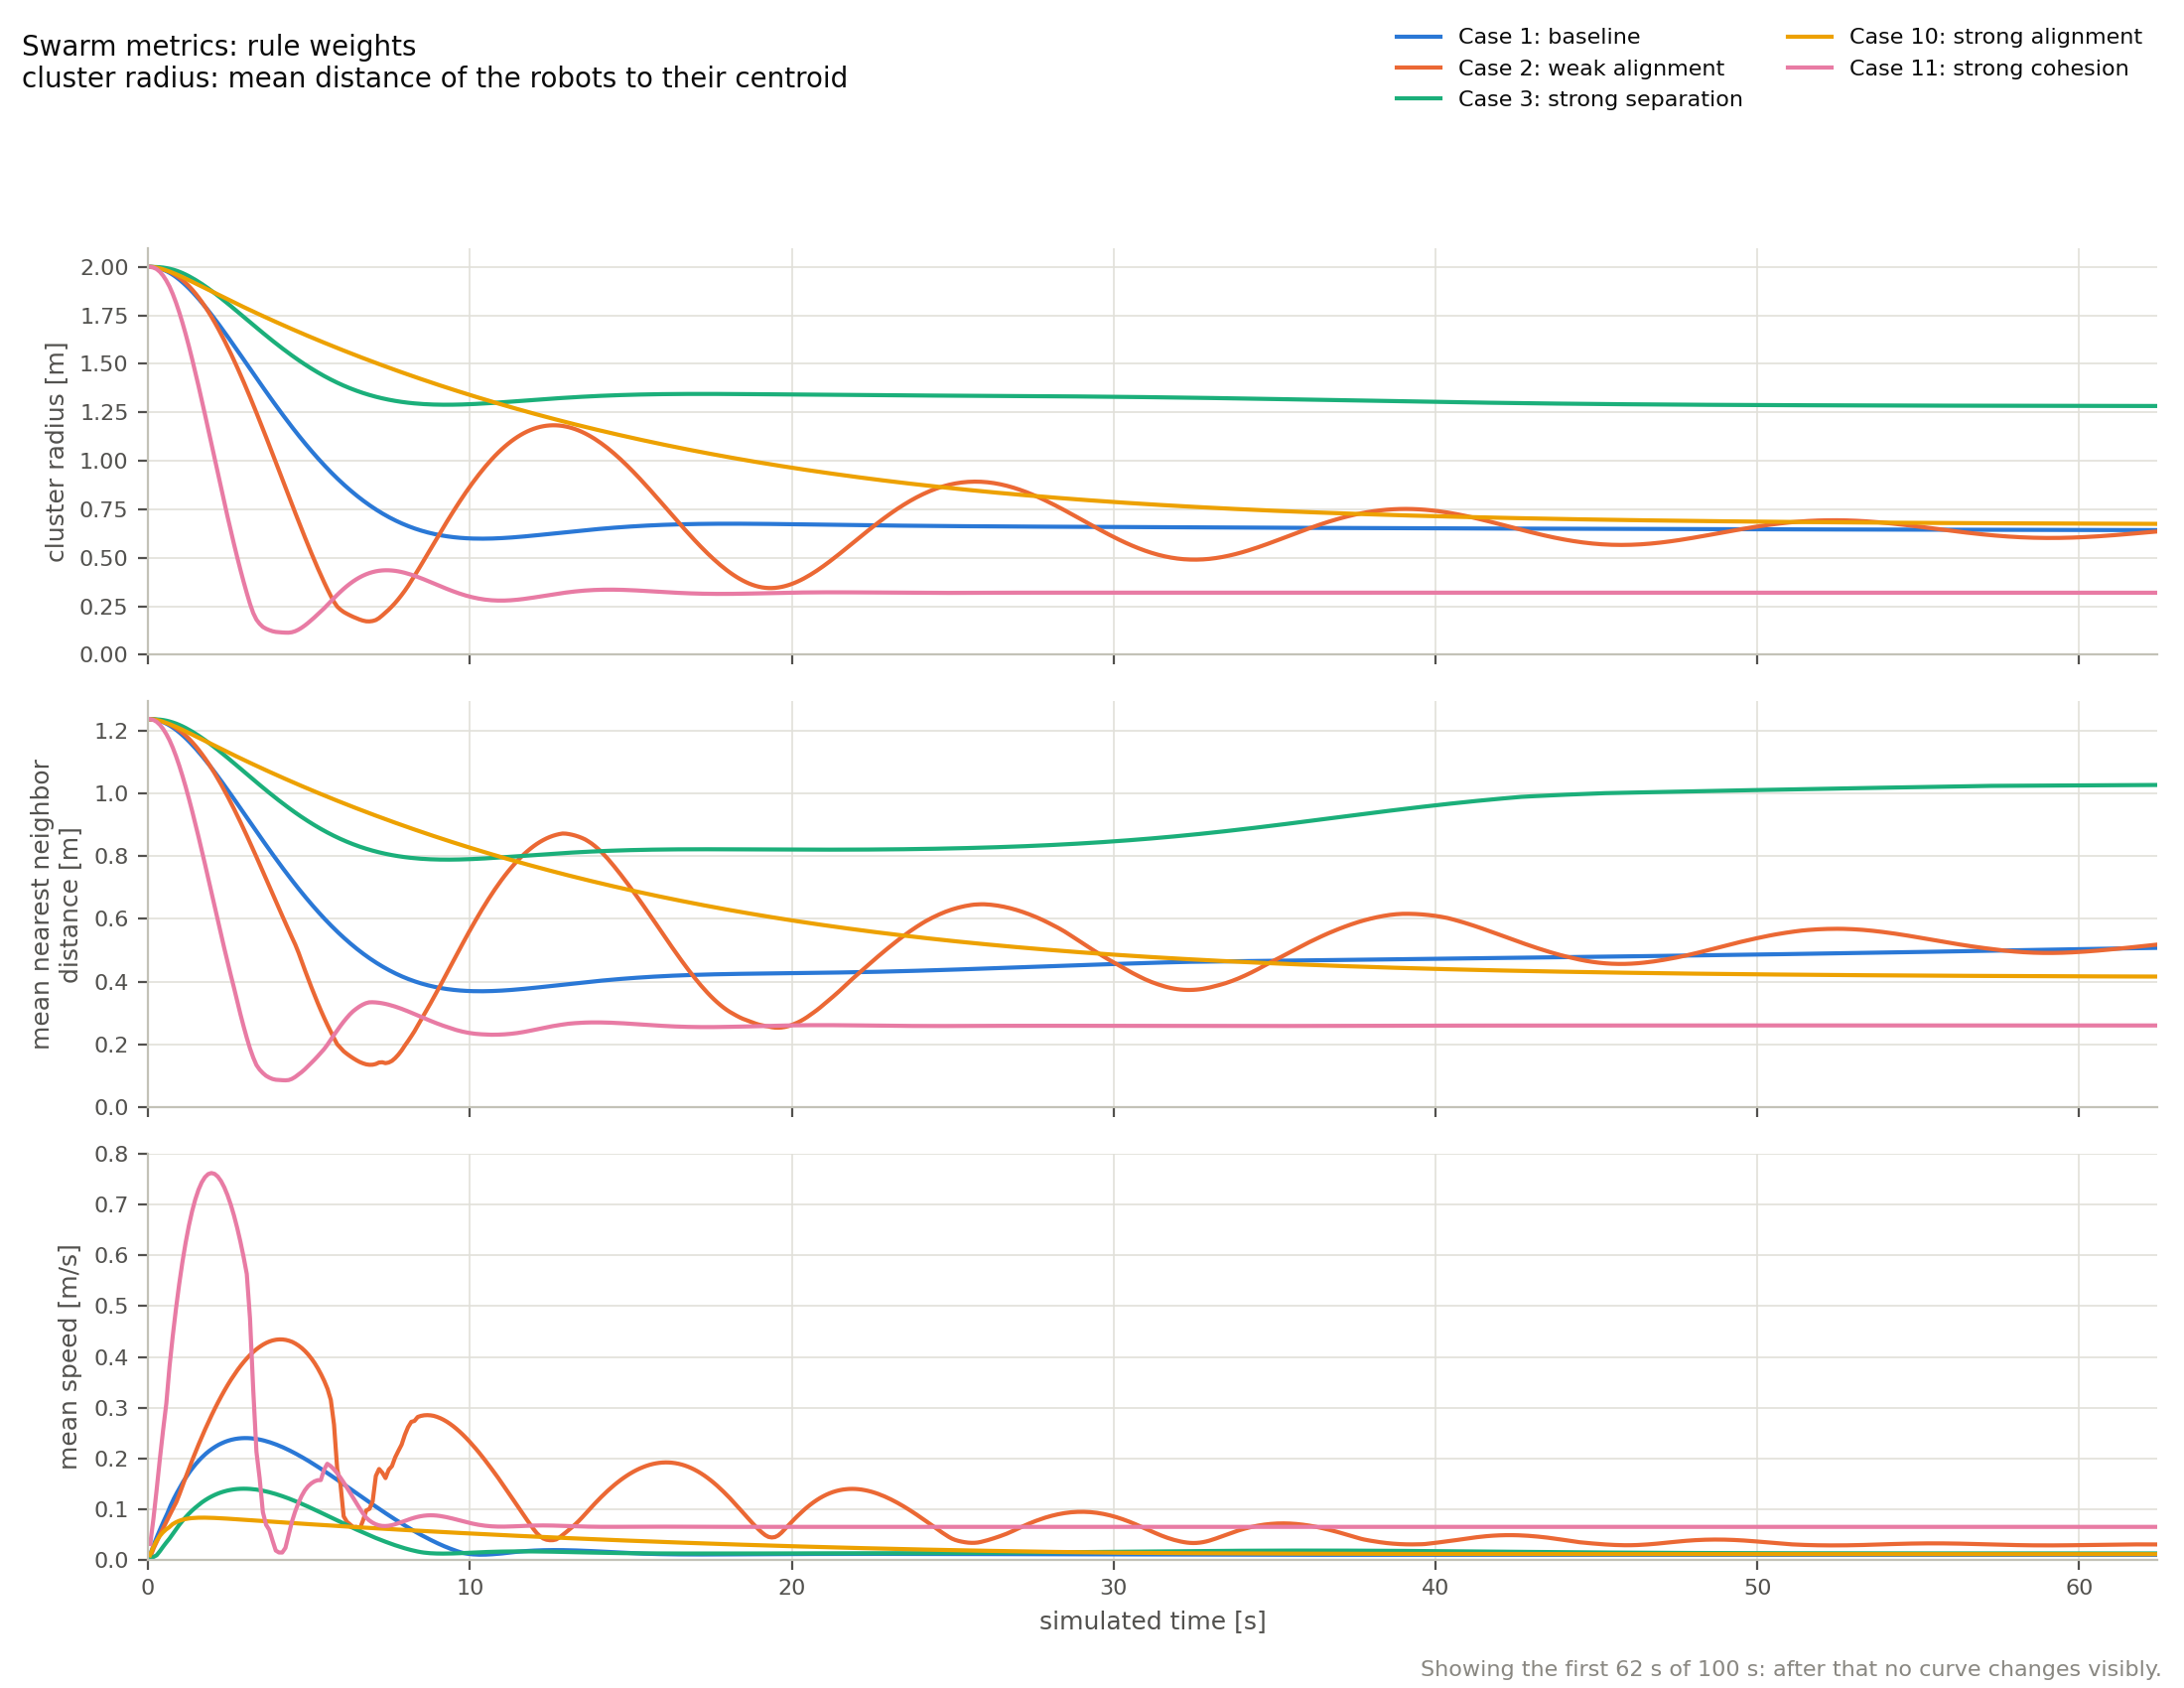 Swarm metrics: rule weights
cluster radius: mean distance of the robots to their centroid
Case 1: baseline
Case 2: weak alignment
Case 3: strong separation
Case 10: strong alignment
Case 11: strong cohesion
2.00
1.75
1.50
1.25
1.00
0.75
0.50
0.25
0.00
cluster radius [m]
1.2
1.0
0.8
0.6
0.4
0.2
0.0
mean nearest neighbor
distance [m]
0.8
0.7
0.6
0.5
0.4
0.3
0.2
0.1
0.0
mean speed [m/s]
0 10 20 30 40 50 60
simulated time [s]
Showing the first 62 s of 100 s: after that no curve changes visibly.